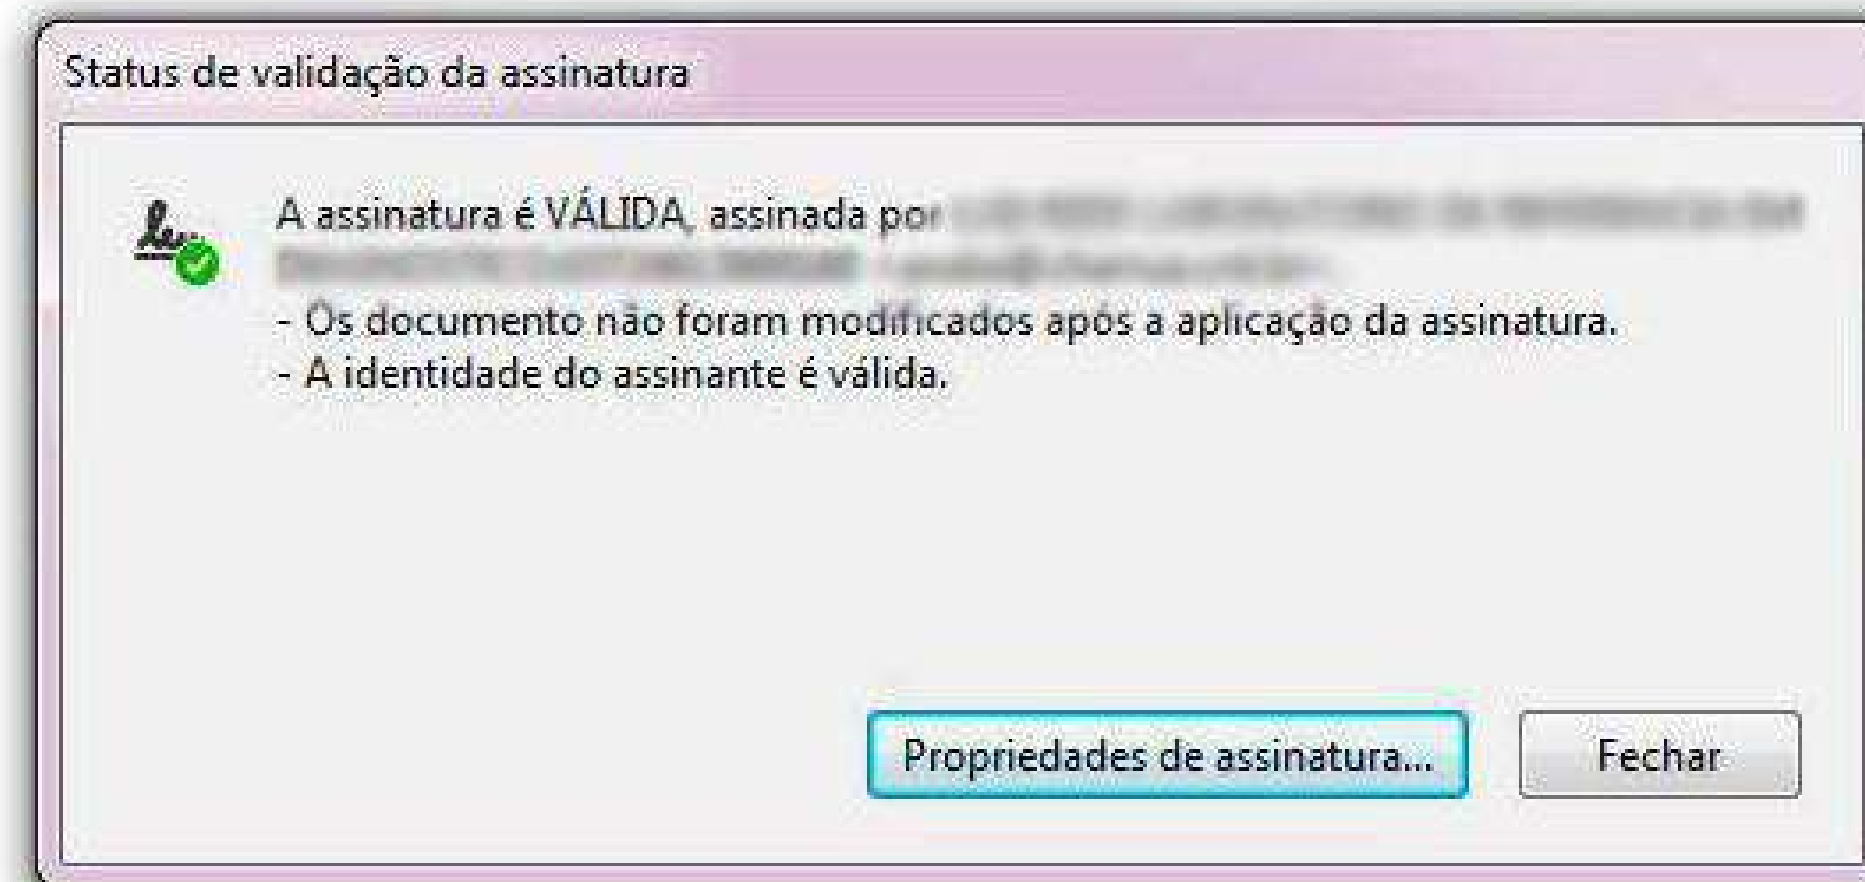 Status de validação da assinatura
A assinatura é VÁLIDA, assinada por
- Os documento não foram modificados após a aplicação da assinatura.
- A identidade do assinante é válida.
Propriedades de assinatura...
Fechar